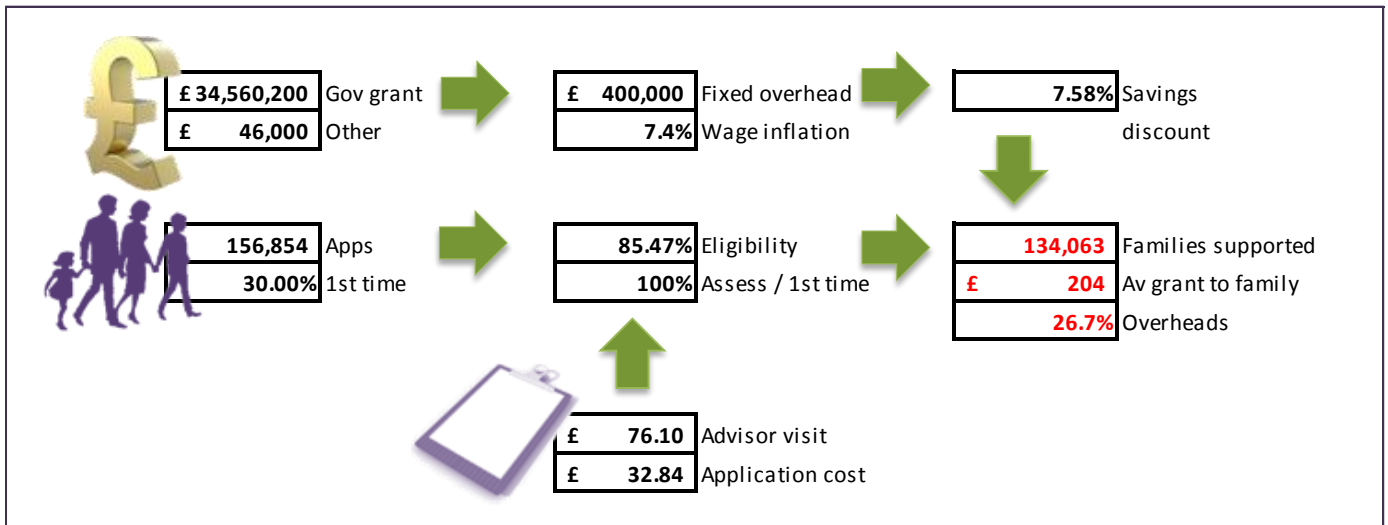 £ 34,560,200 Gov grant £ 400,000 Fixed overhead 7.58% Savings
£ 46,000 Other 7.4% Wage inflation discount
156,854 Apps 85.47% Eligibility 134,063 Families supported
30.00% 1st time 100% Assess / 1st time £ 204 Av grant to family
26.7% Overheads
£ 76.10 Advisor visit
£ 32.84 Application cost